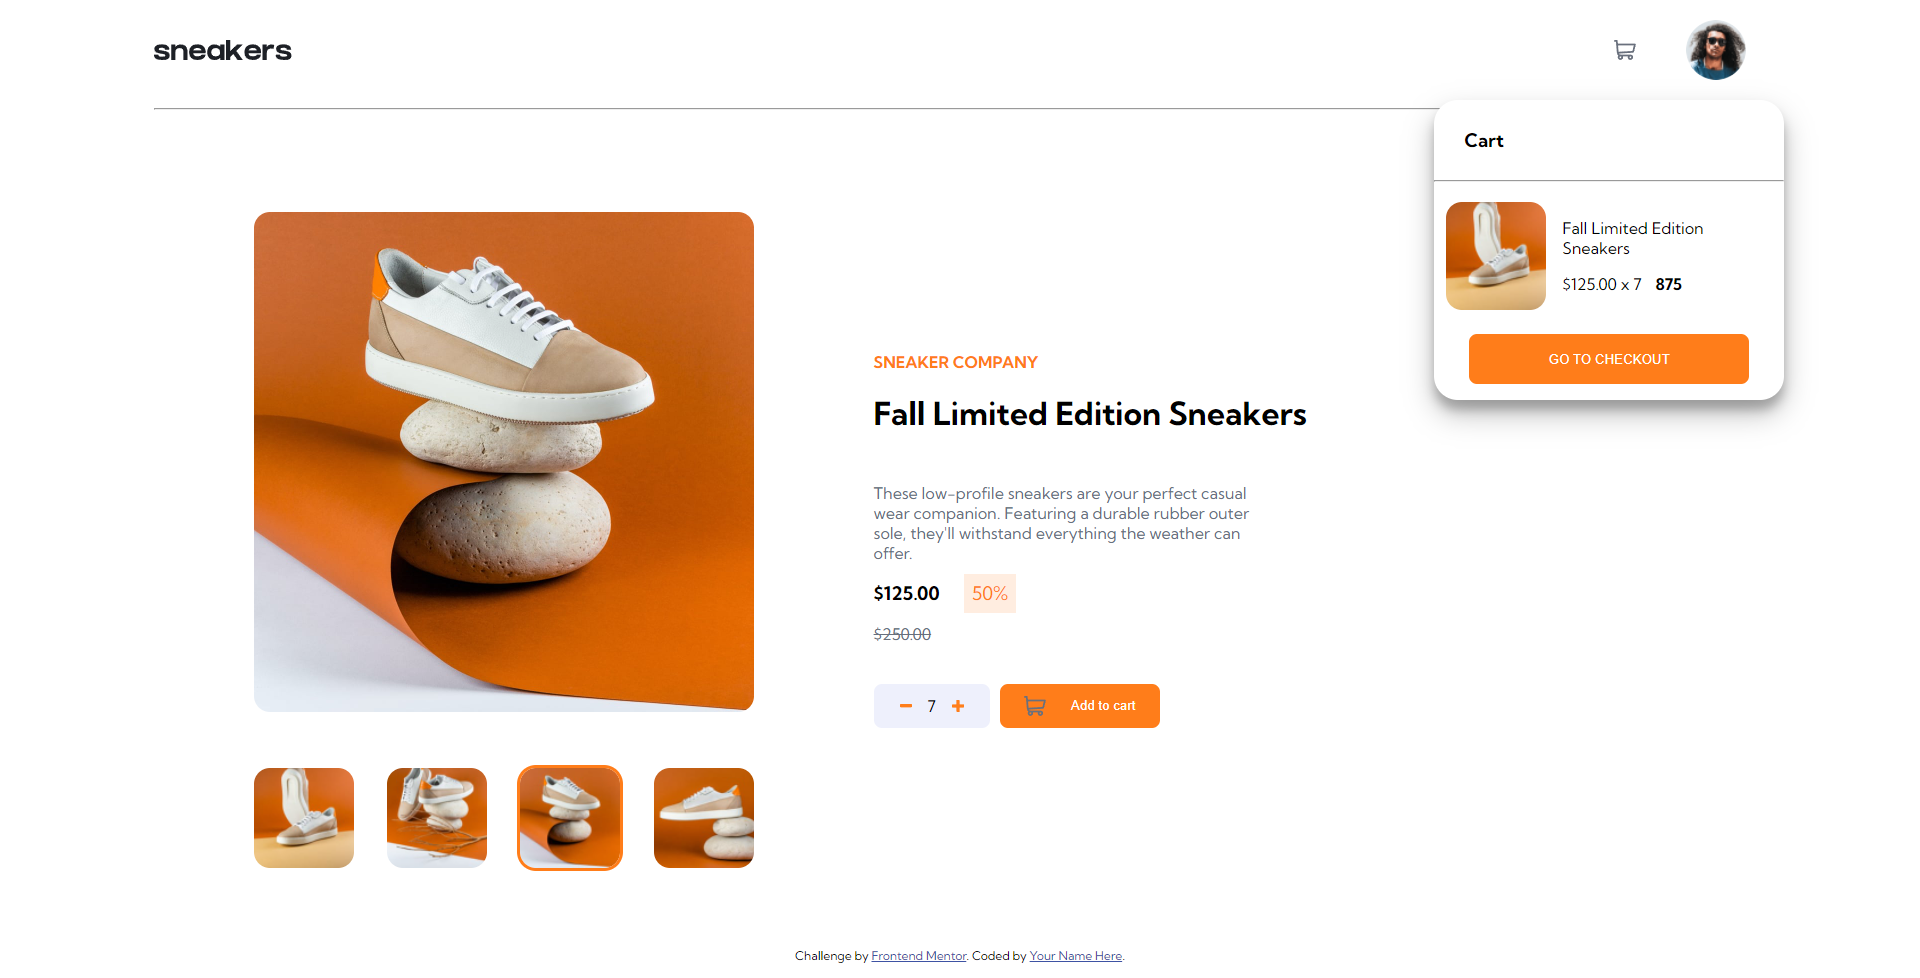 sneakers
Cart
Fall Limited Edition
Sneakers
$125.00 x 7 875
GO TO CHECKOUT
SNEAKER COMPANY
Fall Limited Edition Sneakers
These low-profile sneakers are your perfect casual
wear companion. Featuring a durable rubber outer
sole, they'll withstand everything the weather can
offer.
$125.00 50%
$250.00
7 Add to cart
Challenge by Frontend Mentor. Coded by Your Name Here.